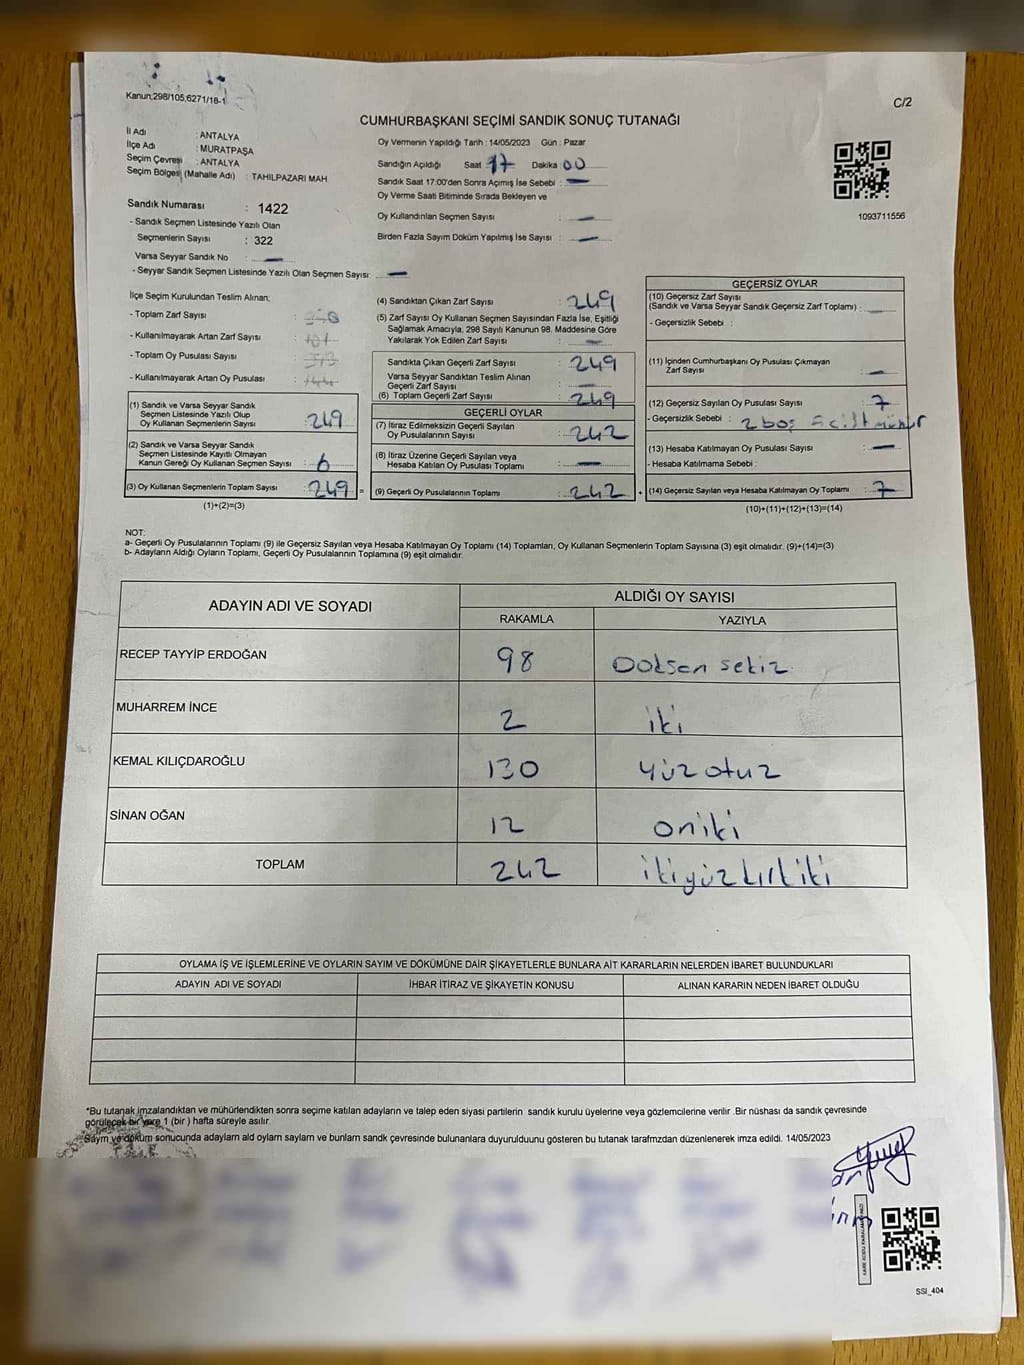 Kanun;298/105;6271/18-1
C/2
CUMHURBAŞKANI SEÇİMİ SANDIK SONUÇ TUTANAĞI
İl Adı : ANTALYA
İlçe Adı : MURATPAŞA
Seçim Çevresi : ANTALYA
Seçim Bölgesi (Mahalle Adı) : TAHILPAZARI MAH
Sandık Numarası : 1422
- Sandık Seçmen Listesinde Yazılı Olan
Seçmenlerin Sayısı : 322
Varsa Seyyar Sandık No : —
- Seyyar Sandık Seçmen Listesinde Yazılı Olan Seçmen Sayısı: —
Oy Vermenin Yapıldığı Tarih : 14/05/2023 Gün : Pazar
Sandığın Açıldığı Saat 17 Dakika 00
Sandık Saat 17:00'den Sonra Açımış İse Sebebi : —
Oy Verme Saati Bitiminde Sırada Bekleyen ve
Oy Kullandırılan Seçmen Sayısı : —
Birden Fazla Sayım Döküm Yapılmış İse Sayısı : —
1093711556
İlçe Seçim Kurulundan Teslim Alınan;
- Toplam Zarf Sayısı :
- Kullanılmayarak Artan Zarf Sayısı :
- Toplam Oy Pusulası Sayısı :
- Kullanılmayarak Artan Oy Pusulası :
(1) Sandık ve Varsa Seyyar Sandık
Seçmen Listesinde Yazılı Olup
Oy Kullanan Seçmenlerin Sayısı : 249
(2) Sandık ve Varsa Seyyar Sandık
Seçmen Listesinde Kayıtlı Olmayan
Kanun Gereği Oy Kullanan Seçmen Sayısı : 6
(3) Oy Kullanan Seçmenlerin Toplam Sayısı : 249 =
(1)+(2)=(3)
(4) Sandıktan Çıkan Zarf Sayısı : 249
(5) Zarf Sayısı Oy Kullanan Seçmen Sayısından Fazla İse, Eşitliği
Sağlamak Amacıyla; 298 Sayılı Kanunun 98. Maddesine Göre
Yakılarak Yok Edilen Zarf Sayısı : —
Sandıkta Çıkan Geçerli Zarf Sayısı : 249
Varsa Seyyar Sandıktan Teslim Alınan
Geçerli Zarf Sayısı : —
(6) Toplam Geçerli Zarf Sayısı : 249
GEÇERLİ OYLAR
(7) İtiraz Edilmeksizin Geçerli Sayılan
Oy Pusulalarının Sayısı : 242
(8) İtiraz Üzerine Geçerli Sayılan veya
Hesaba Katılan Oy Pusulası Toplamı : —
(9) Geçerli Oy Pusulalarının Toplamı : 242 +
GEÇERSİZ OYLAR
(10) Geçersiz Zarf Sayısı
(Sandık ve Varsa Seyyar Sandık Geçersiz Zarf Toplamı) : —
- Geçersizlik Sebebi :
(11) İçinden Cumhurbaşkanı Oy Pusulası Çıkmayan
Zarf Sayısı : —
(12) Geçersiz Sayılan Oy Pusulası Sayısı : 7
- Geçersizlik Sebebi : 2 boş
(13) Hesaba Katılmayan Oy Pusulası Sayısı : —
- Hesaba Katılmama Sebebi :
(14) Geçersiz Sayılan veya Hesaba Katılmayan Oy Toplamı : 7
(10)+(11)+(12)+(13)=(14)
NOT:
a- Geçerli Oy Pusulalarının Toplamı (9) ile Geçersiz Sayılan veya Hesaba Katılmayan Oy Toplamı (14) Toplamları, Oy Kullanan Seçmenlerin Toplam Sayısına (3) eşit olmalıdır. (9)+(14)=(3)
b- Adayların Aldığı Oyların Toplamı, Geçerli Oy Pusulalarının Toplamına (9) eşit olmalıdır.
ADAYIN ADI VE SOYADI
ALDIĞI OY SAYISI
RAKAMLA YAZIYLA
RECEP TAYYİP ERDOĞAN 98 Doksan sekiz
MUHARREM İNCE 2 iki
KEMAL KILIÇDAROĞLU 130 yüz otuz
SİNAN OĞAN 12 oniki
TOPLAM 242 ikiyüzkırkiki
OYLAMA İŞ VE İŞLEMLERİNE VE OYLARIN SAYIM VE DÖKÜMÜNE DAİR ŞİKAYETLERLE BUNLARA AİT KARARLARIN NELERDEN İBARET BULUNDUKLARI
ADAYIN ADI VE SOYADI İHBAR İTİRAZ VE ŞİKAYETİN KONUSU ALINAN KARARIN NEDEN İBARET OLDUĞU
*Bu tutanak imzalandıktan ve mühürlendikten sonra seçime katılan adayların ve talep eden siyasi partilerin sandık kurulu üyelerine veya gözlemcilerine verilir .Bir nüshası da sandık çevresinde
görülecek bir yere 1 (bir ) hafta süreyle asılır.
Sayım ve döküm sonucunda adayların ald oyların sayların ve bunların sandk çevresinde bulunanlara duyurulduunu gösteren bu tutanak tarafmzdan düzenlenerek imza edildi. 14/05/2023
SSI_404